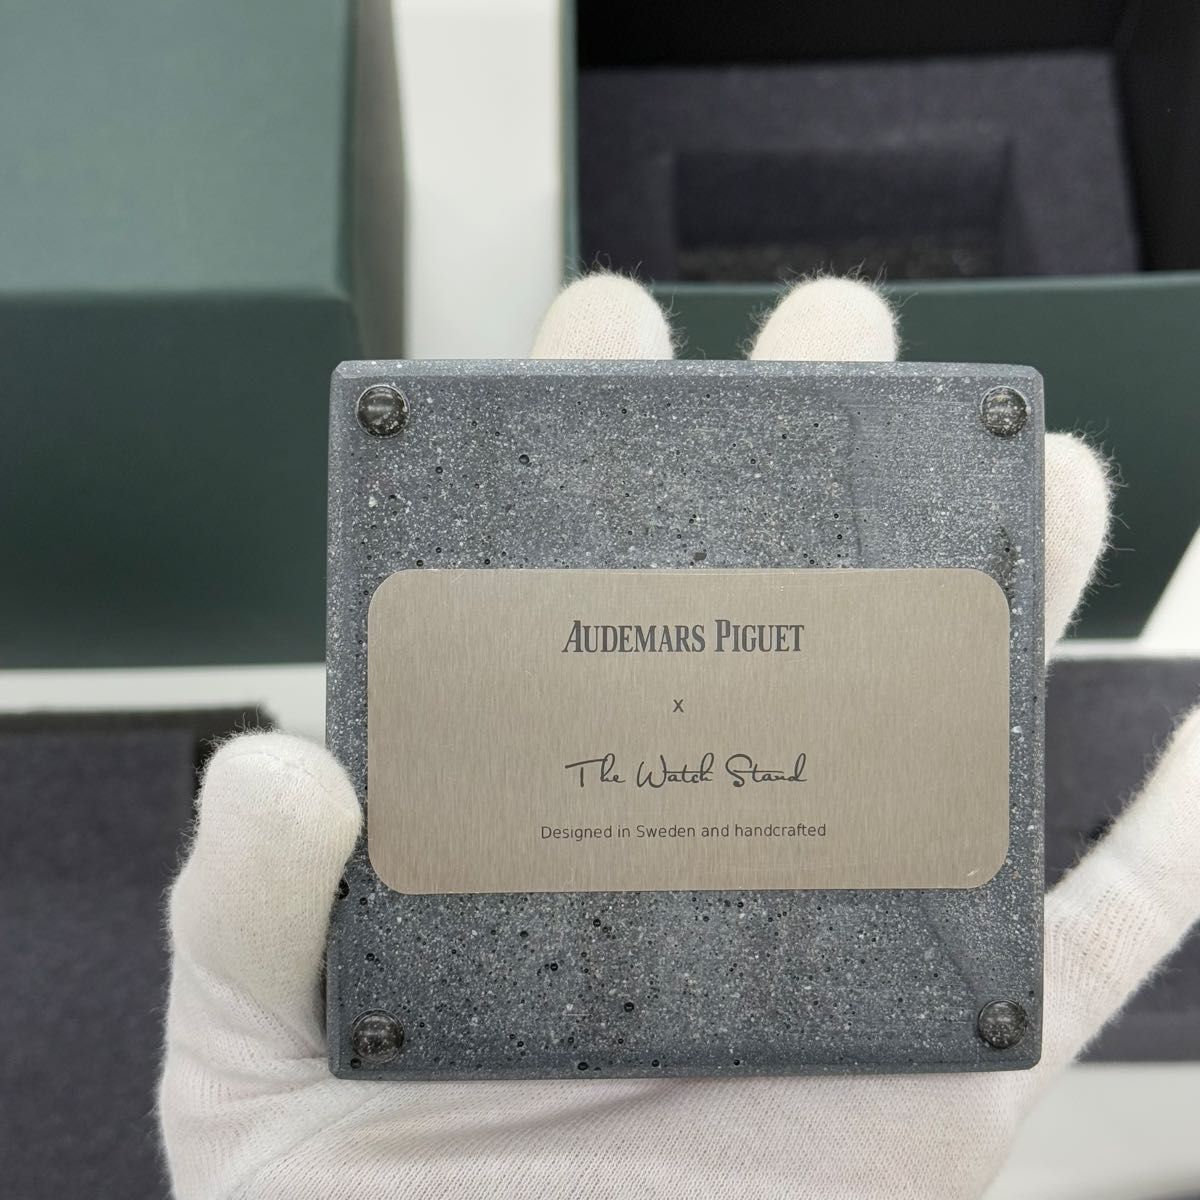 AUDEMARS PIGUET
x
The Watch Stand
Designed in Sweden and handcrafted